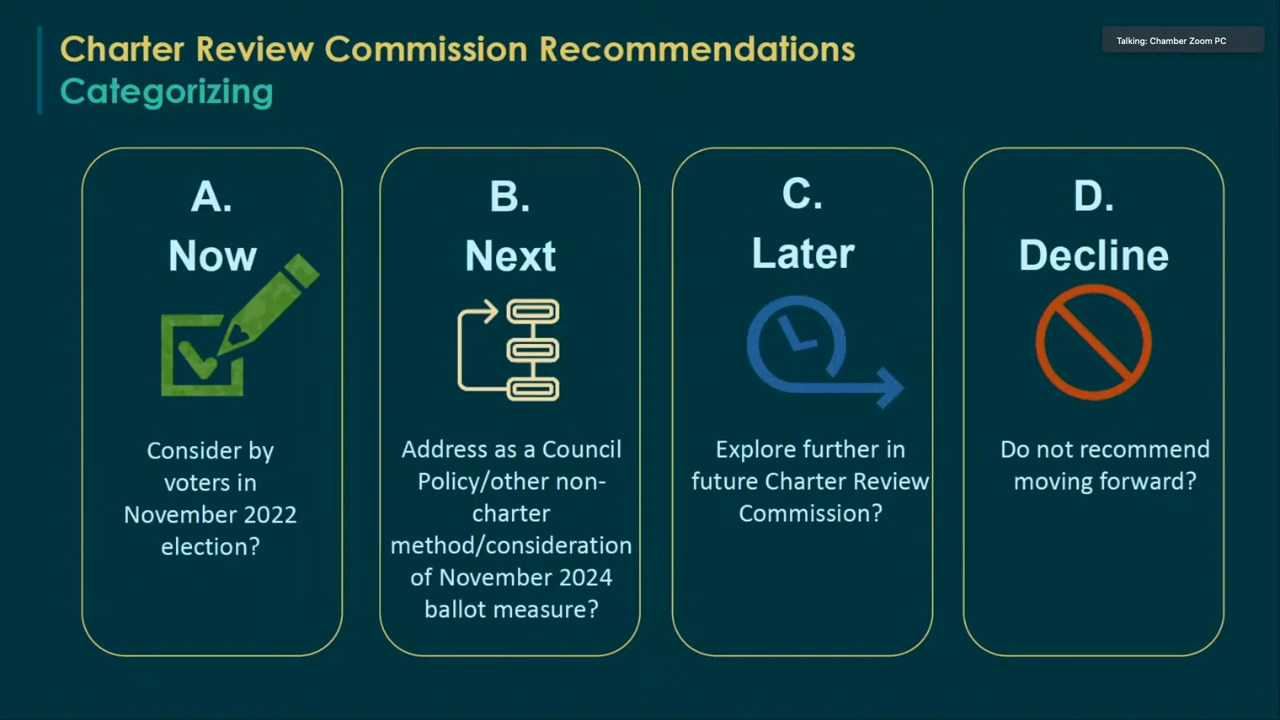 Charter Review Commission Recommendations
Categorizing
Talking: Chamber Zoom PC
A.
Now
Consider by
voters in
November 2022
election?
B.
Next
Address as a Council
Policy/other non-
charter
method/consideration
of November 2024
ballot measure?
C.
Later
Explore further in
future Charter Review
Commission?
D.
Decline
Do not recommend
moving forward?